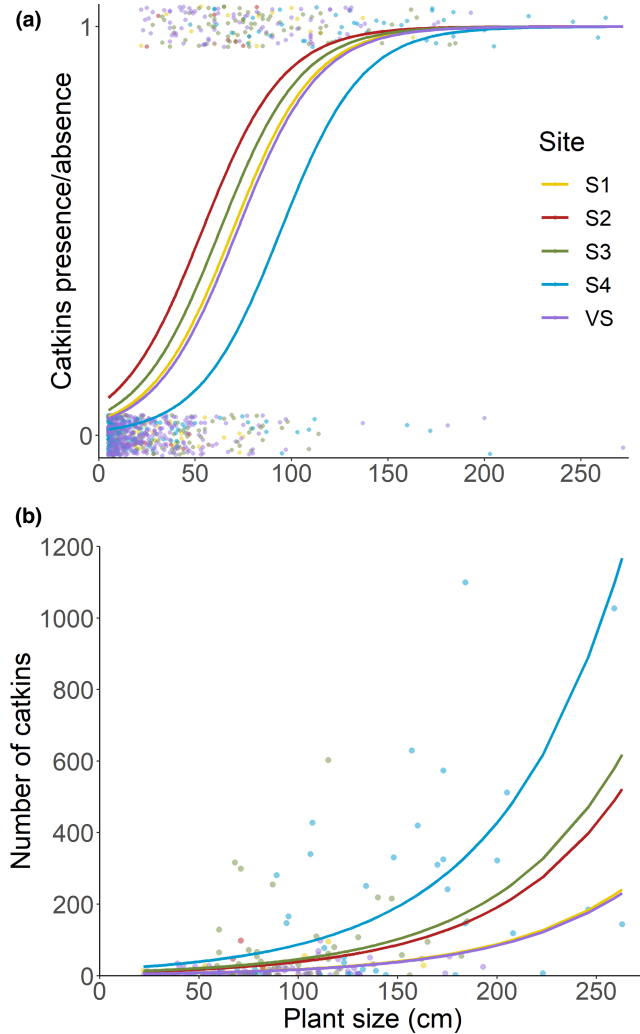 (a)
Catkins presence/absence
1
0
0 50 100 150 200 250
Site
S1
S2
S3
S4
VS
(b)
Number of catkins
1200
1000
800
600
400
200
0
0 50 100 150 200 250
Plant size (cm)